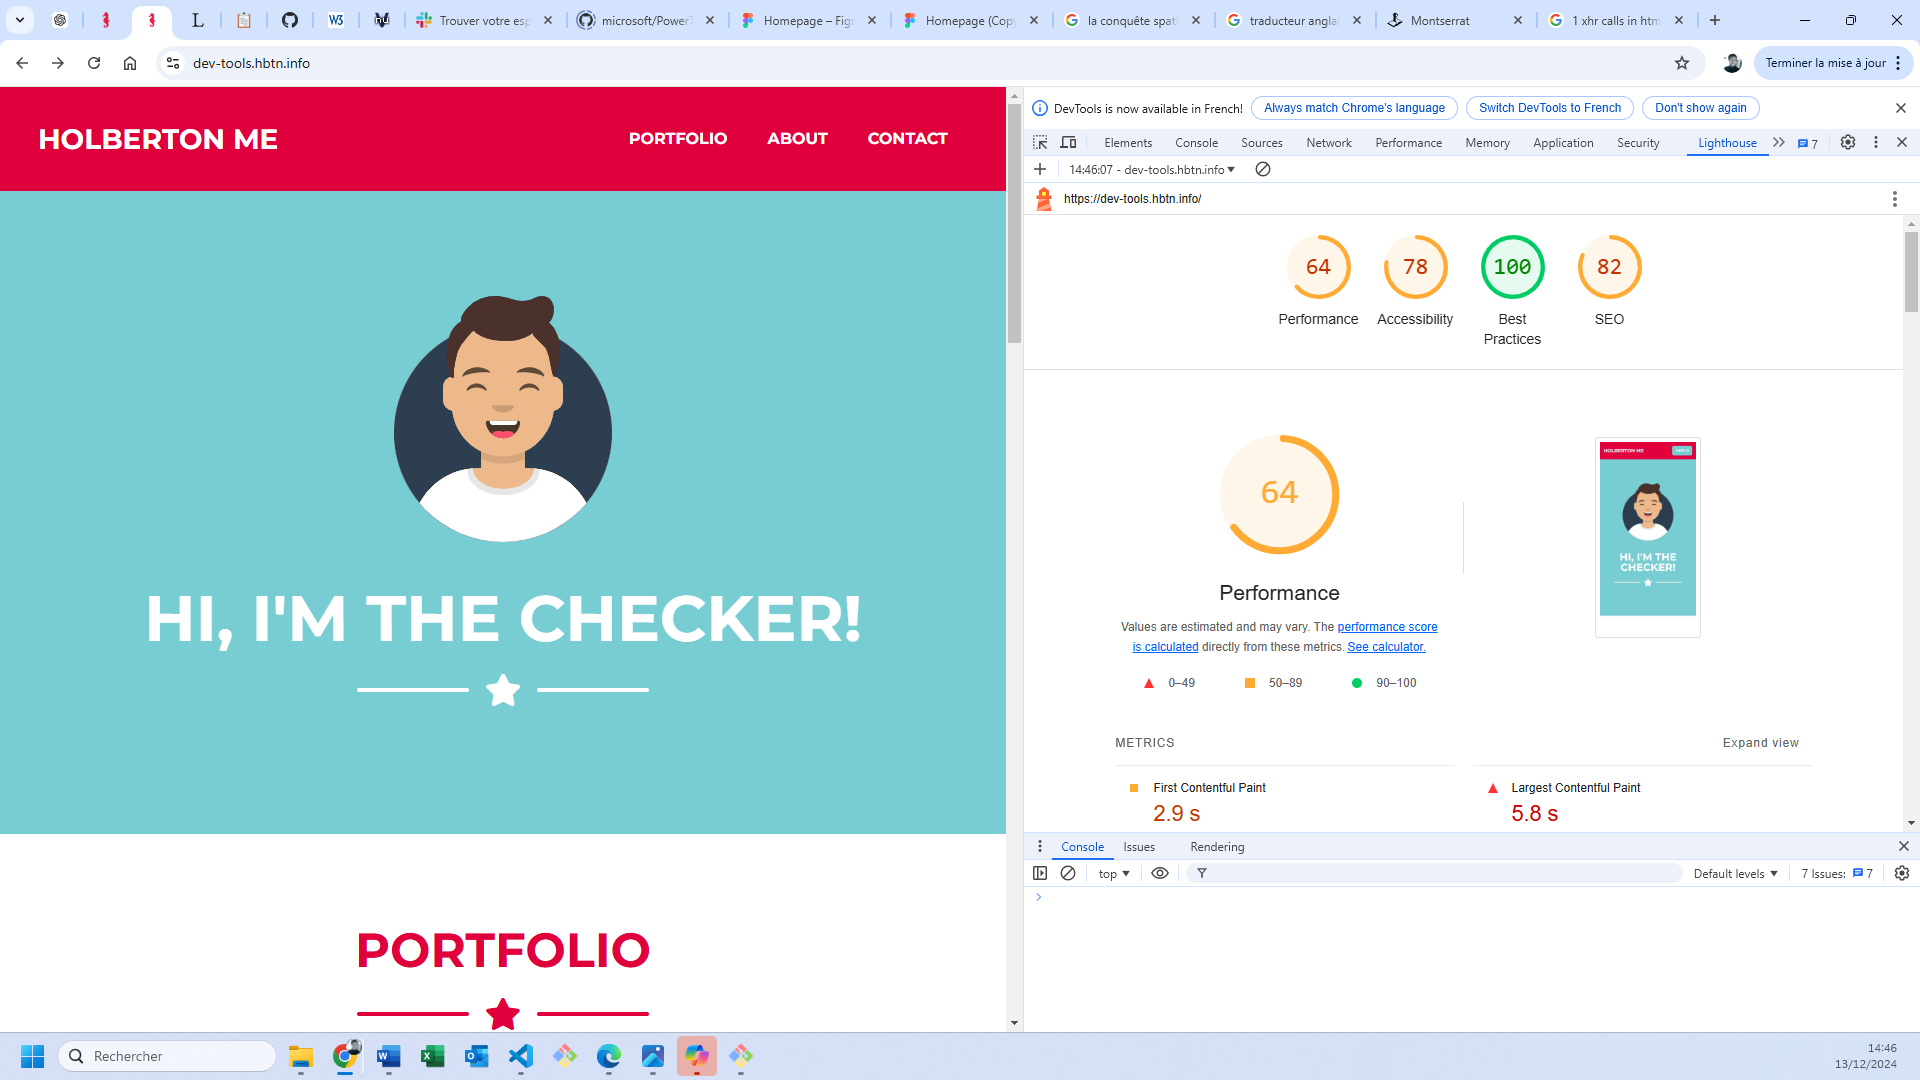 W3
nu
Trouver votre esp
microsoft/PowerT
Homepage – Figr
Homepage (Copy
la conquête spati
traducteur anglai
Montserrat
1 xhr calls in htm
dev-tools.hbtn.info
Terminer la mise à jour
HOLBERTON ME
PORTFOLIO ABOUT CONTACT
HI, I'M THE CHECKER!
PORTFOLIO
DevTools is now available in French! Always match Chrome's language Switch DevTools to French Don't show again
Elements Console Sources Network Performance Memory Application Security Lighthouse 7
14:46:07 - dev-tools.hbtn.info
https://dev-tools.hbtn.info/
64 78 100 82
Performance Accessibility Best Practices SEO
64
HOLBERTON ME
HI, I'M THE
CHECKER!
Performance
Values are estimated and may vary. The performance score
is calculated directly from these metrics. See calculator.
0–49 50–89 90–100
METRICS Expand view
First Contentful Paint Largest Contentful Paint
2.9 s 5.8 s
Console Issues Rendering
top Default levels 7 Issues: 7
Rechercher
14:46
13/12/2024